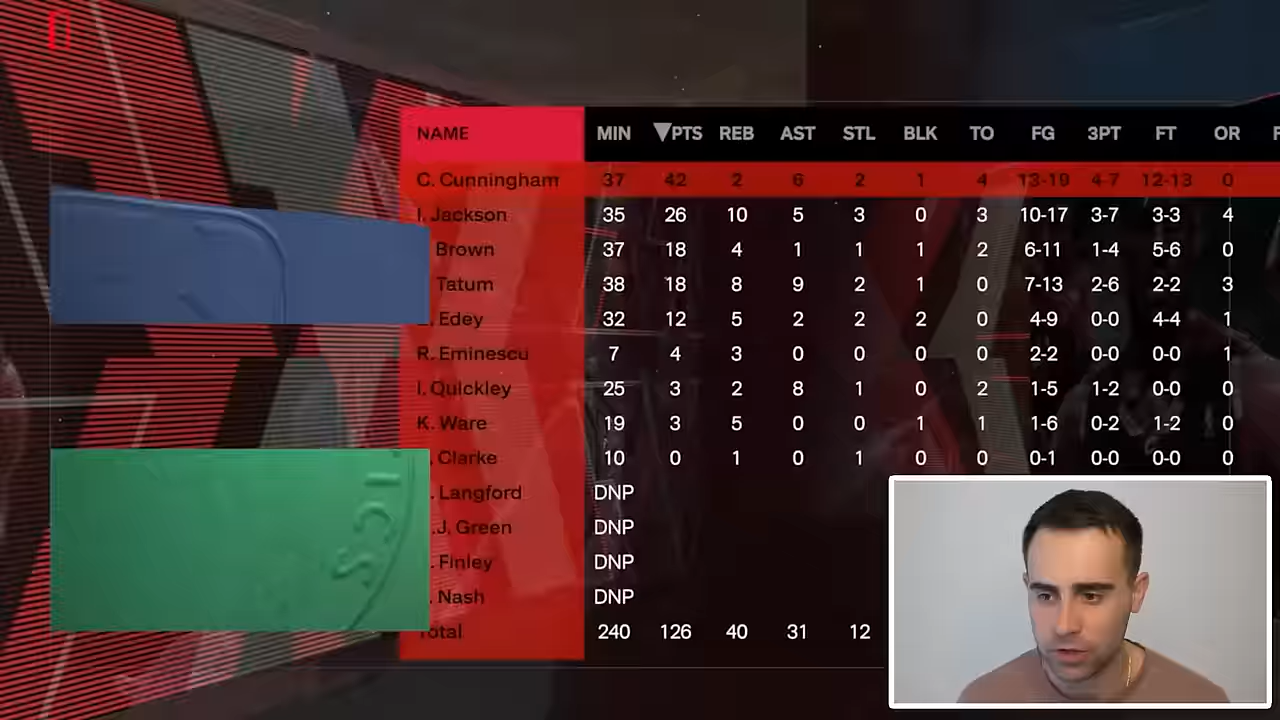 NAME MIN ▼PTS REB AST STL BLK TO FG 3PT FT OR
C. Cunningham 37 42 2 6 2 1 4 13-19 4-7 12-13 0
I. Jackson 35 26 10 5 3 0 3 10-17 3-7 3-3 4
Brown 37 18 4 1 1 1 2 6-11 1-4 5-6 0
Tatum 38 18 8 9 2 1 0 7-13 2-6 2-2 3
Edey 32 12 5 2 2 2 0 4-9 0-0 4-4 1
R. Eminescu 7 4 3 0 0 0 0 2-2 0-0 0-0 1
I. Quickley 25 3 2 8 1 0 2 1-5 1-2 0-0 0
K. Ware 19 3 5 0 0 1 1 1-6 0-2 1-2 0
. Clarke 10 0 1 0 1 0 0 0-1 0-0 0-0 0
. Langford DNP
.J. Green DNP
. Finley DNP
. Nash DNP
Total 240 126 40 31 12